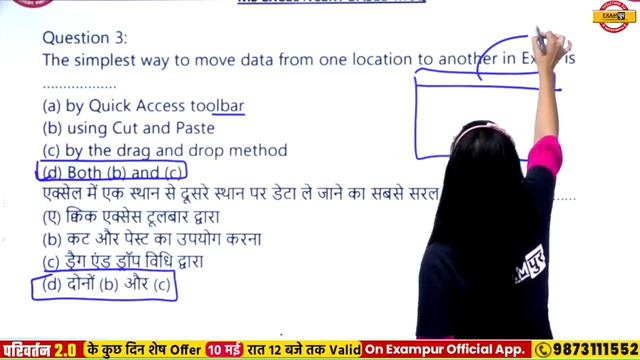 Question 3:
The simplest way to move data from one location to another in Ex is
..................
(a) by Quick Access toolbar
(b) using Cut and Paste
(c) by the drag and drop method
(d) Both (b) and (c)
एक्सेल में एक स्थान से दूसरे स्थान पर डेटा ले जाने का सबसे सरल
(ए) क्विक एक्सेस टूलबार द्वारा
(b) कट और पेस्ट का उपयोग करना
(c) ड्रैग एंड ड्रॉप विधि द्वारा
(d) दोनों (b) और (c)
पुर
परिवर्तन 2.0 के कुछ दिन शेष Offer 10 मई रात 12 बजे तक Valid On Exampur Official App. 9873111552